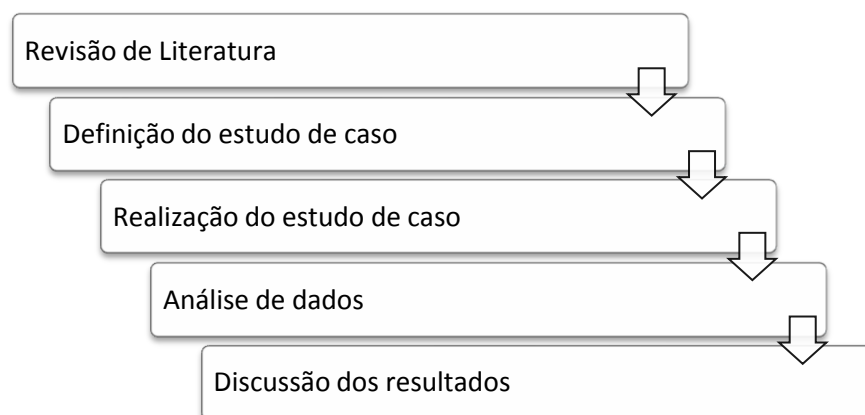 Revisão de Literatura
Definição do estudo de caso
Realização do estudo de caso
Análise de dados
Discussão dos resultados